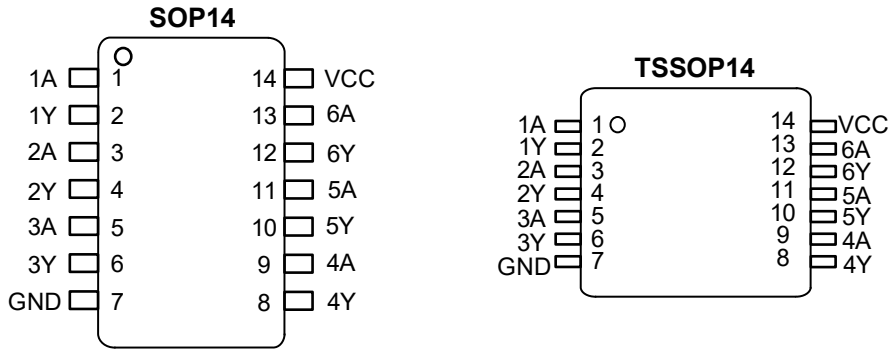 SOP14
1A 1 14 VCC
1Y 2 13 6A
2A 3 12 6Y
2Y 4 11 5A
3A 5 10 5Y
3Y 6 9 4A
GND 7 8 4Y
TSSOP14
1A 1 14 VCC
1Y 2 13 6A
2A 3 12 6Y
2Y 4 11 5A
3A 5 10 5Y
3Y 6 9 4A
GND 7 8 4Y